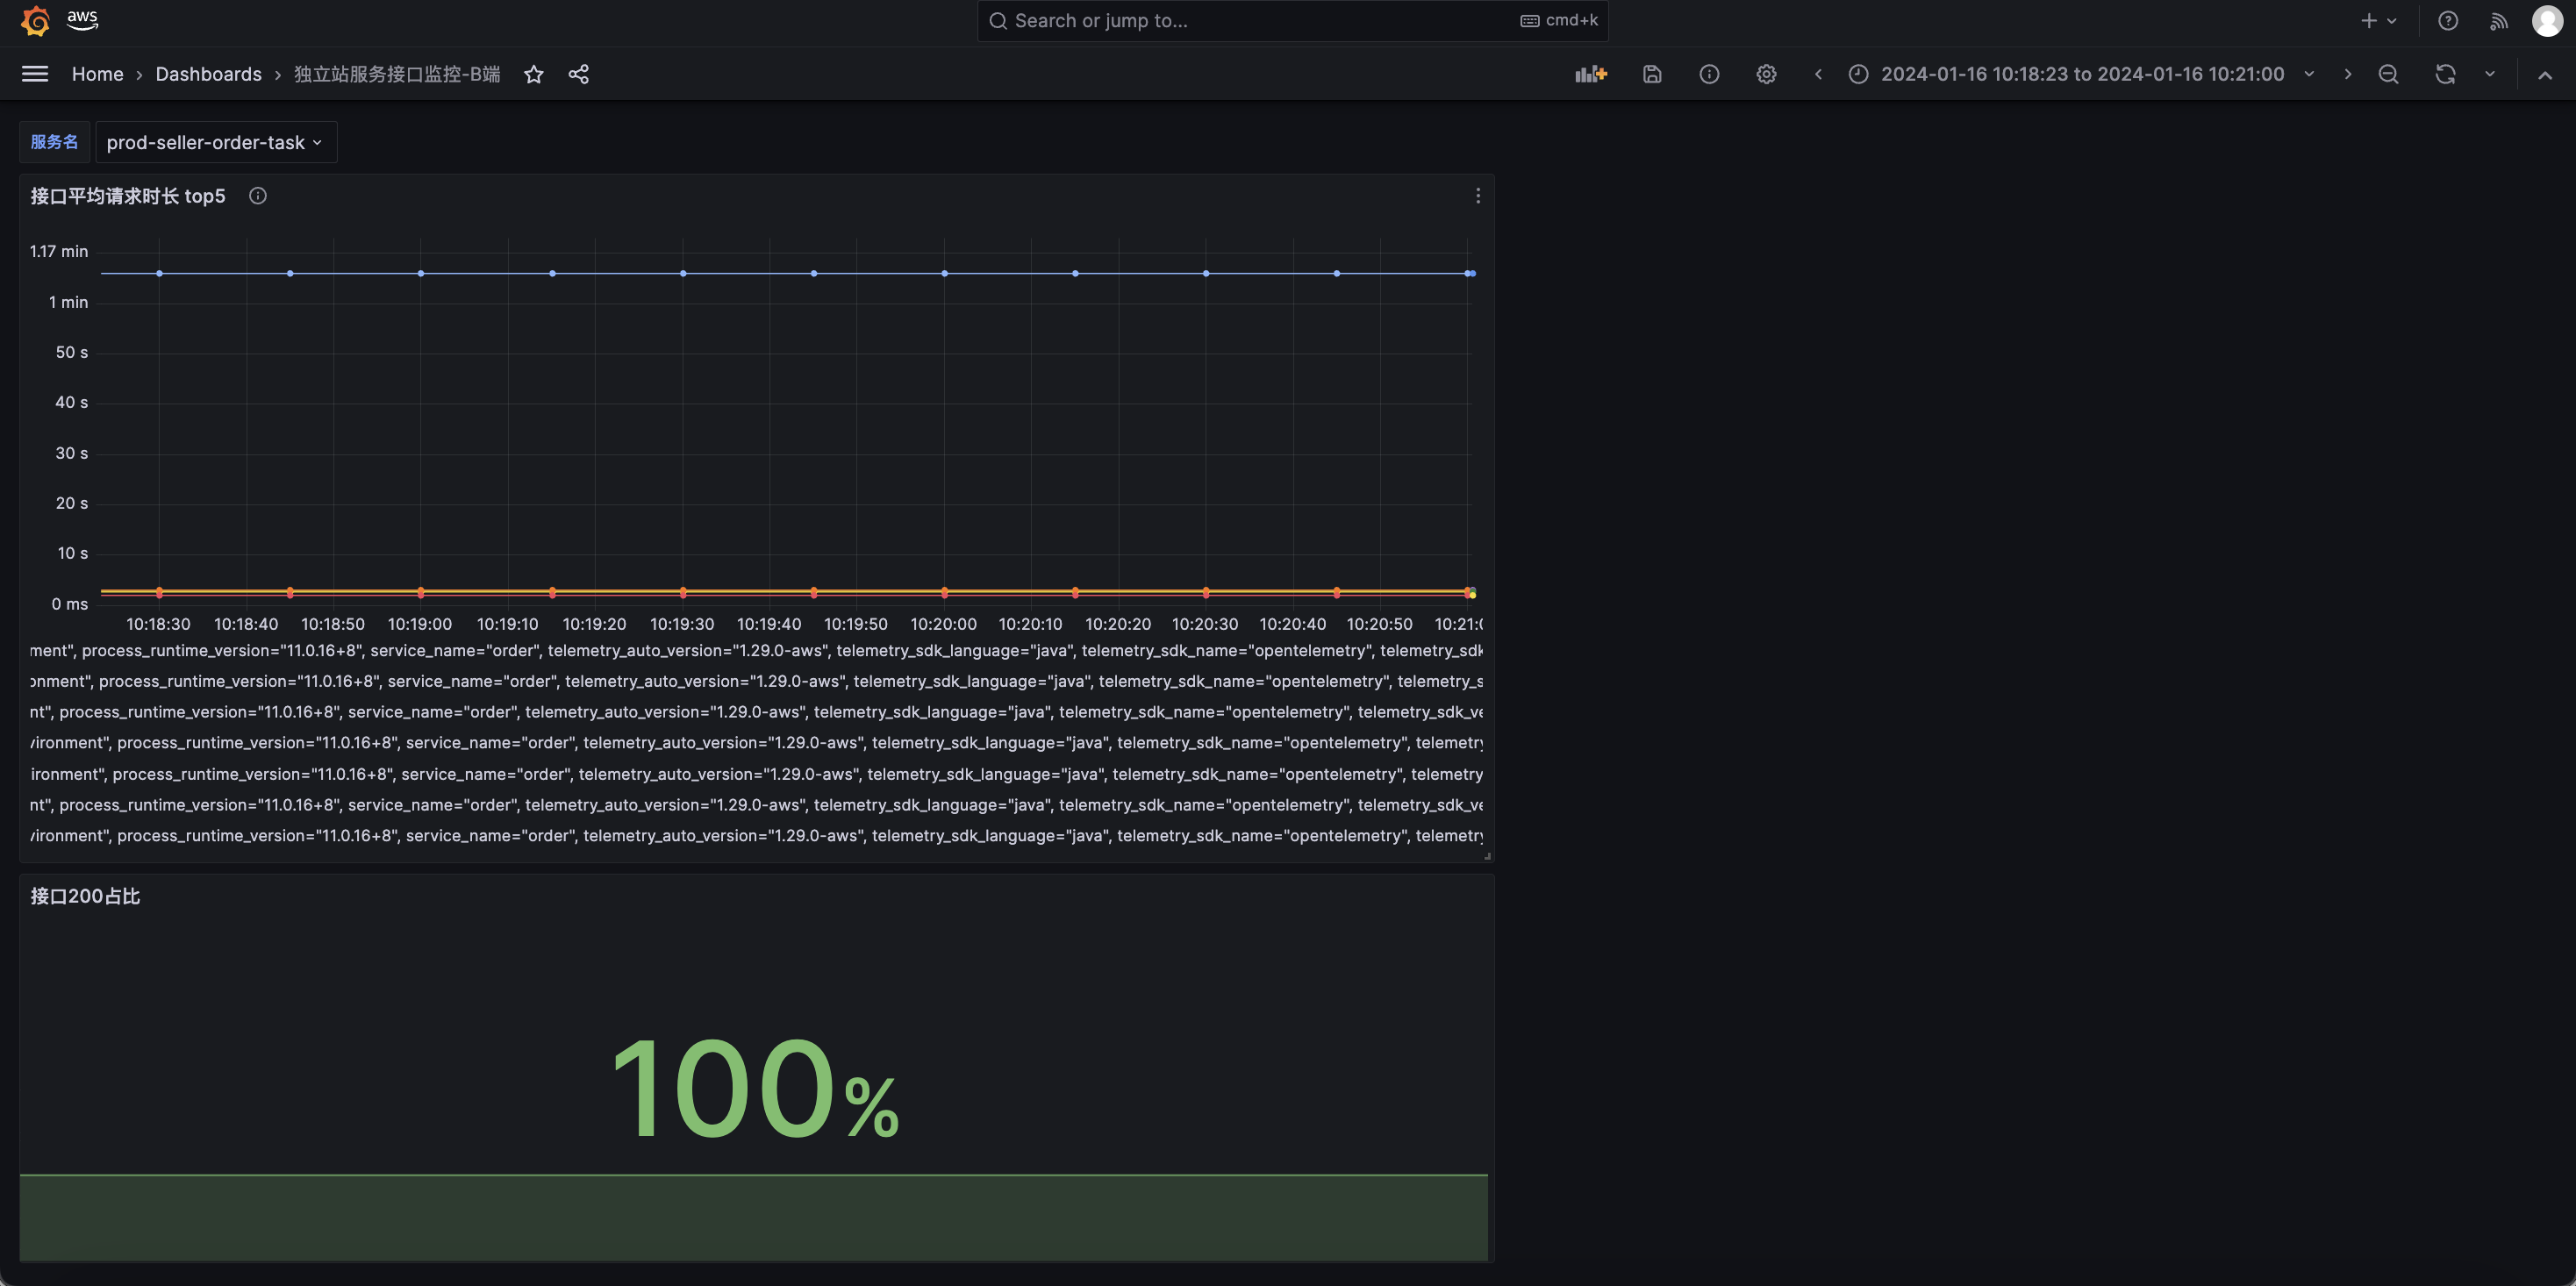 aws
Search or jump to...
cmd+k
Home › Dashboards › 独立站服务接口监控-B端
2024-01-16 10:18:23 to 2024-01-16 10:21:00
服务名
prod-seller-order-task
接口平均请求时长 top5
1.17 min
1 min
50 s
40 s
30 s
20 s
10 s
0 ms
10:18:30 10:18:40 10:18:50 10:19:00 10:19:10 10:19:20 10:19:30 10:19:40 10:19:50 10:20:00 10:20:10 10:20:20 10:20:30 10:20:40 10:20:50 10:21:0
ment", process_runtime_version="11.0.16+8", service_name="order", telemetry_auto_version="1.29.0-aws", telemetry_sdk_language="java", telemetry_sdk_name="opentelemetry", telemetry_sdk
onment", process_runtime_version="11.0.16+8", service_name="order", telemetry_auto_version="1.29.0-aws", telemetry_sdk_language="java", telemetry_sdk_name="opentelemetry", telemetry_s
nt", process_runtime_version="11.0.16+8", service_name="order", telemetry_auto_version="1.29.0-aws", telemetry_sdk_language="java", telemetry_sdk_name="opentelemetry", telemetry_sdk_ve
vironment", process_runtime_version="11.0.16+8", service_name="order", telemetry_auto_version="1.29.0-aws", telemetry_sdk_language="java", telemetry_sdk_name="opentelemetry", telemetry
ironment", process_runtime_version="11.0.16+8", service_name="order", telemetry_auto_version="1.29.0-aws", telemetry_sdk_language="java", telemetry_sdk_name="opentelemetry", telemetry
nt", process_runtime_version="11.0.16+8", service_name="order", telemetry_auto_version="1.29.0-aws", telemetry_sdk_language="java", telemetry_sdk_name="opentelemetry", telemetry_sdk_ve
vironment", process_runtime_version="11.0.16+8", service_name="order", telemetry_auto_version="1.29.0-aws", telemetry_sdk_language="java", telemetry_sdk_name="opentelemetry", telemetry
接口200占比
100%